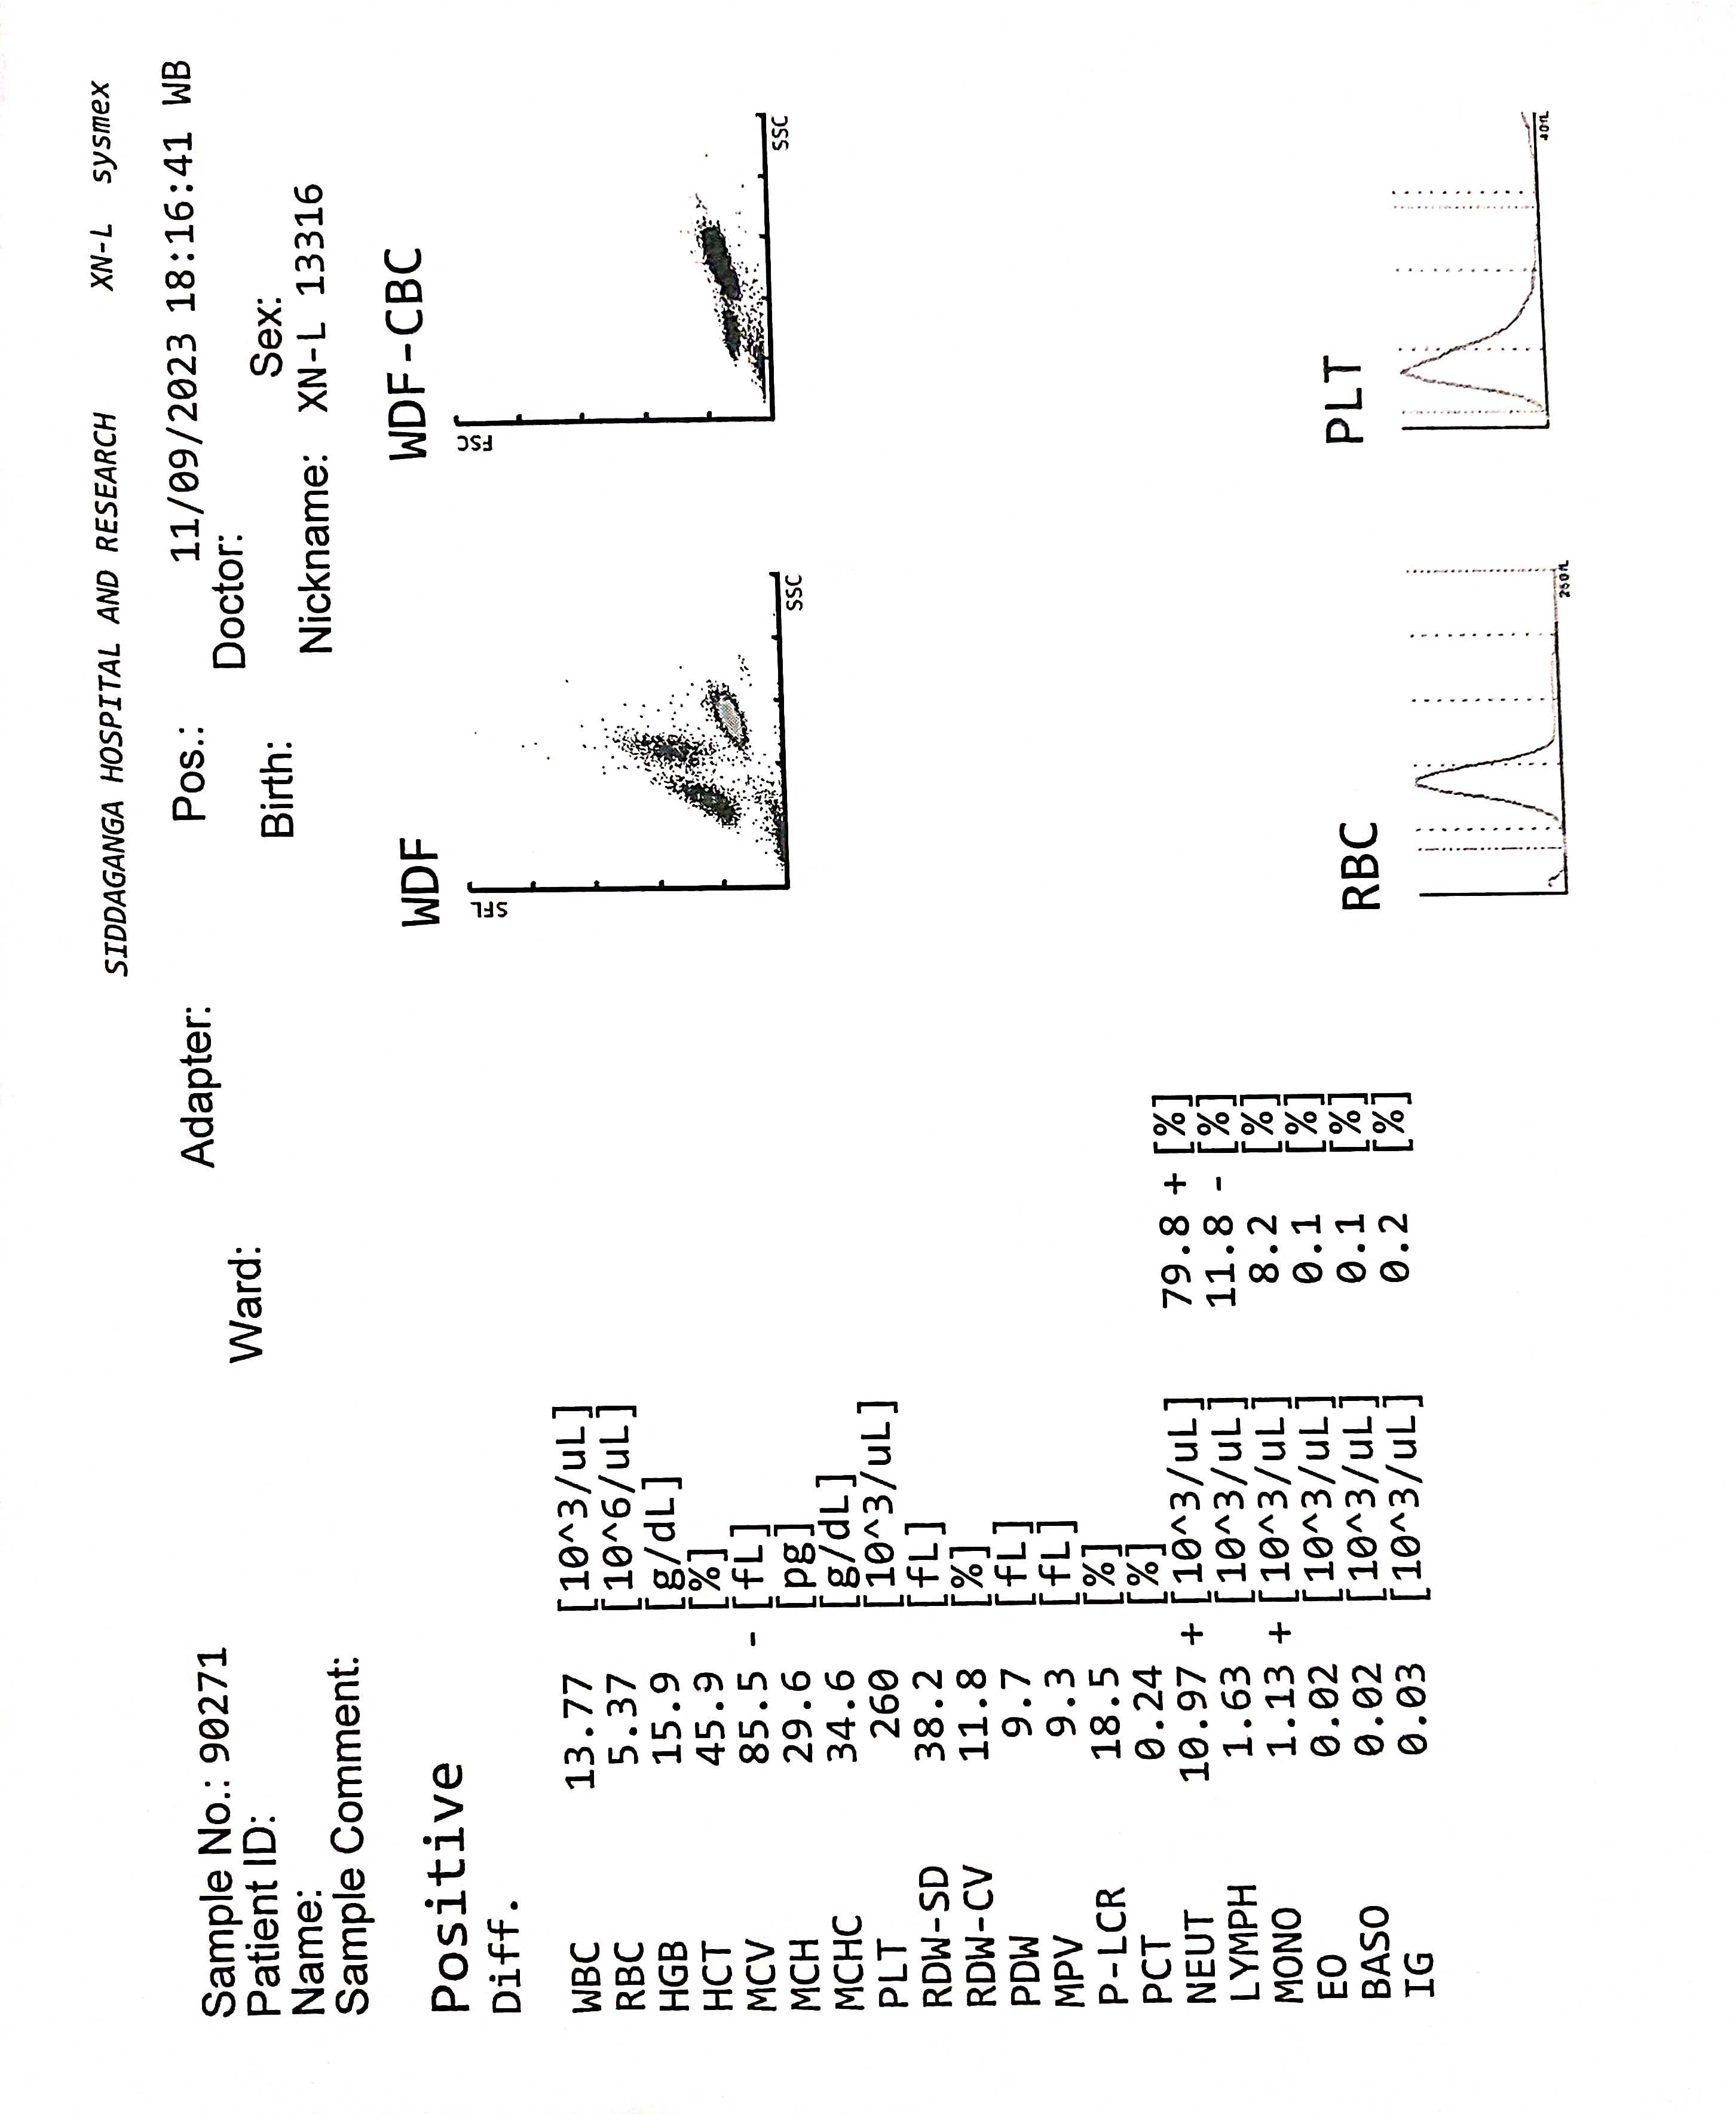 SIDDAGANGA HOSPITAL AND RESEARCH XN-L sysmex
Sample No.: 90271 Adapter: Pos.: 11/09/2023 18:16:41 WB
Patient ID: Ward: Doctor:
Name: Birth: Sex:
Sample Comment: Nickname: XN-L 13316
Positive
Diff.
WDF WDF-CBC
SFL FSC
SSC SSC
WBC 13.77 [10^3/uL]
RBC 5.37 [10^6/uL]
HGB 15.9 [g/dL]
HCT 45.9 [%]
MCV 85.5 - [fL]
MCH 29.6 [pg]
MCHC 34.6 [g/dL]
PLT 260 [10^3/uL]
RDW-SD 38.2 [fL]
RDW-CV 11.8 [%]
PDW 9.7 [fL]
MPV 9.3 [fL]
P-LCR 18.5 [%]
PCT 0.24 [%]
NEUT 10.97 + [10^3/uL] 79.8 + [%]
LYMPH 1.63 [10^3/uL] 11.8 - [%]
MONO 1.13 + [10^3/uL] 8.2 [%]
EO 0.02 [10^3/uL] 0.1 [%]
BASO 0.02 [10^3/uL] 0.1 [%]
IG 0.03 [10^3/uL] 0.2 [%]
RBC PLT
250fL 40fL